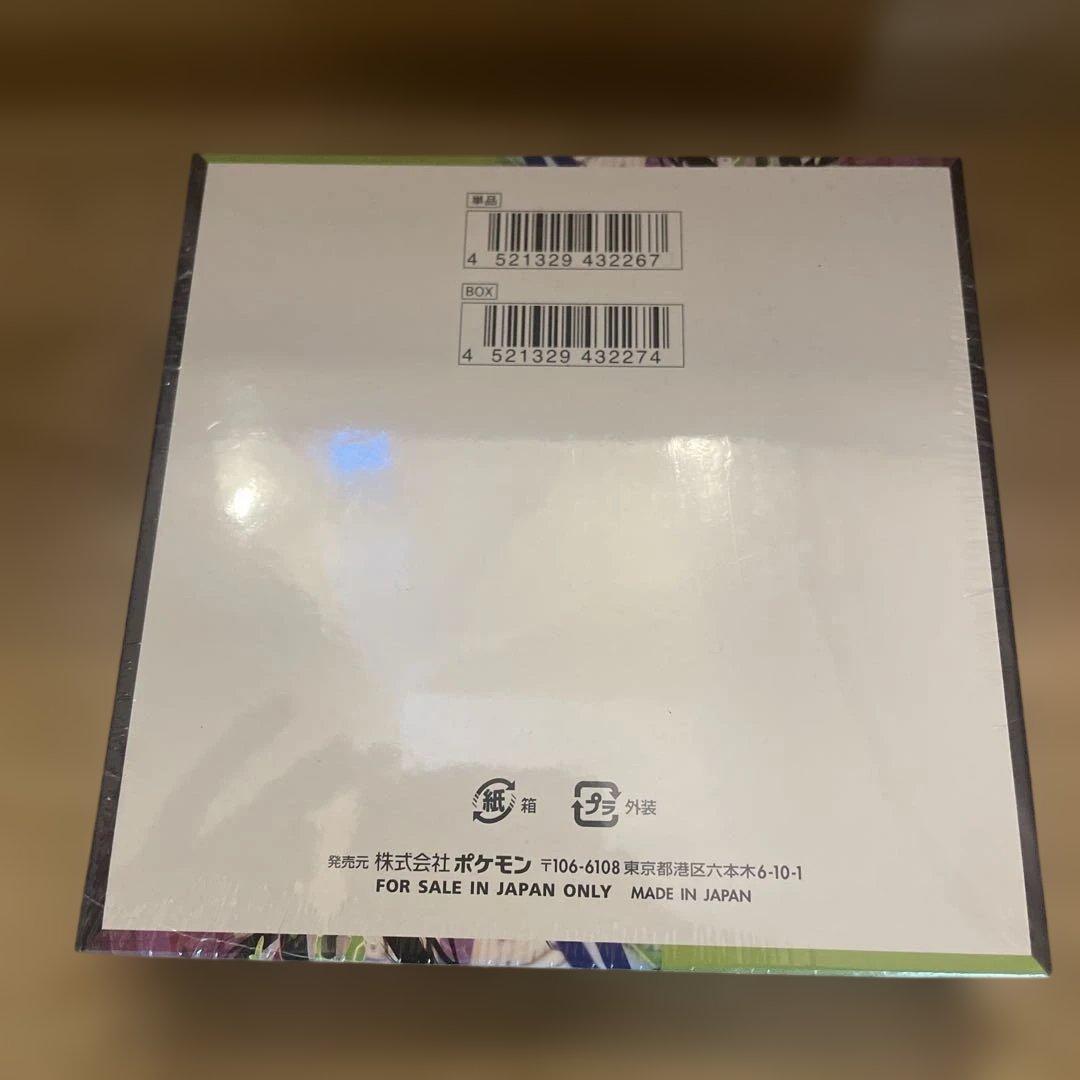 単品
4 521329 432267
BOX
4 521329 432274
紙 箱 プラ 外装
発売元 株式会社 ポケモン 〒106-6108 東京都港区六本木6-10-1
FOR SALE IN JAPAN ONLY MADE IN JAPAN